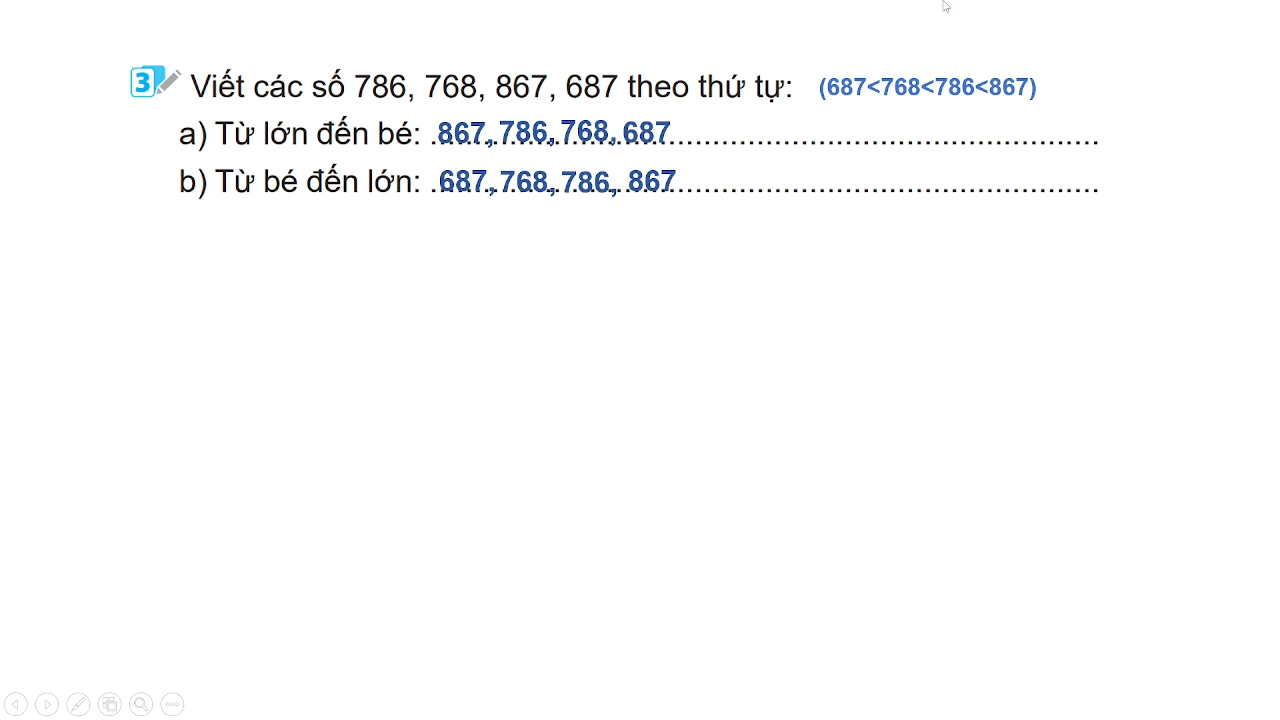 3 Viết các số 786, 768, 867, 687 theo thứ tự: (687<768<786<867)
a) Từ lớn đến bé: 867, 786, 768, 687
b) Từ bé đến lớn: 687, 768, 786, 867